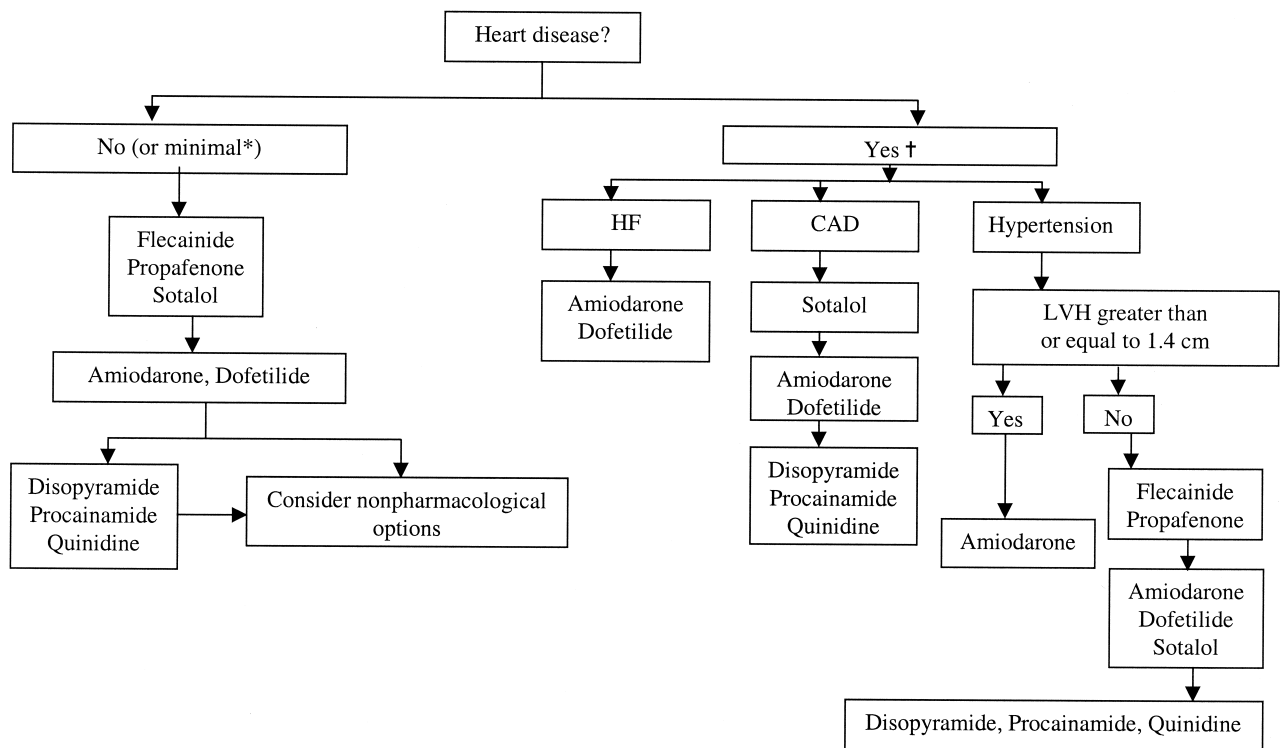 Heart disease?
No (or minimal*)
Yes †
HF
CAD
Hypertension
Flecainide
Propafenone
Sotalol
Amiodarone
Dofetilide
Sotalol
LVH greater than
or equal to 1.4 cm
Amiodarone, Dofetilide
Amiodarone
Dofetilide
Yes
No
Disopyramide
Procainamide
Quinidine
Consider nonpharmacological
options
Disopyramide
Procainamide
Quinidine
Flecainide
Propafenone
Amiodarone
Amiodarone
Dofetilide
Sotalol
Disopyramide, Procainamide, Quinidine